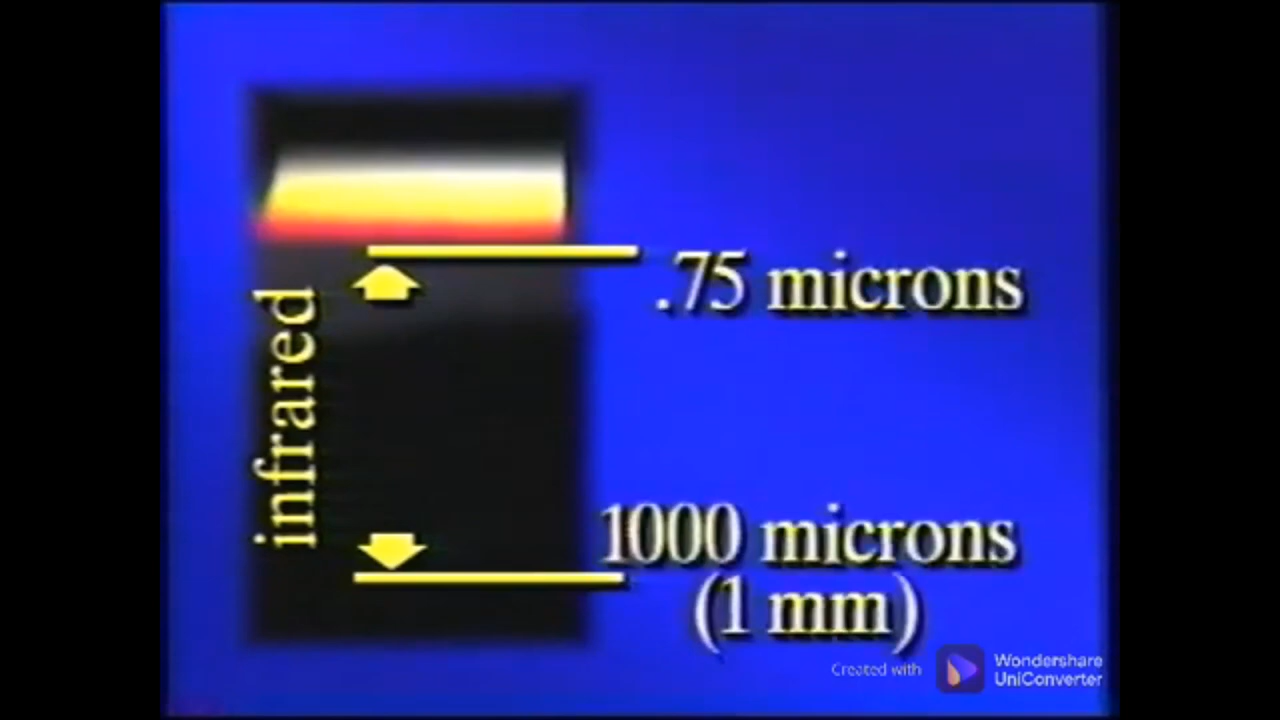 .75 microns
infrared
1000 microns
(1 mm)
Created with
Wondershare
UniConverter